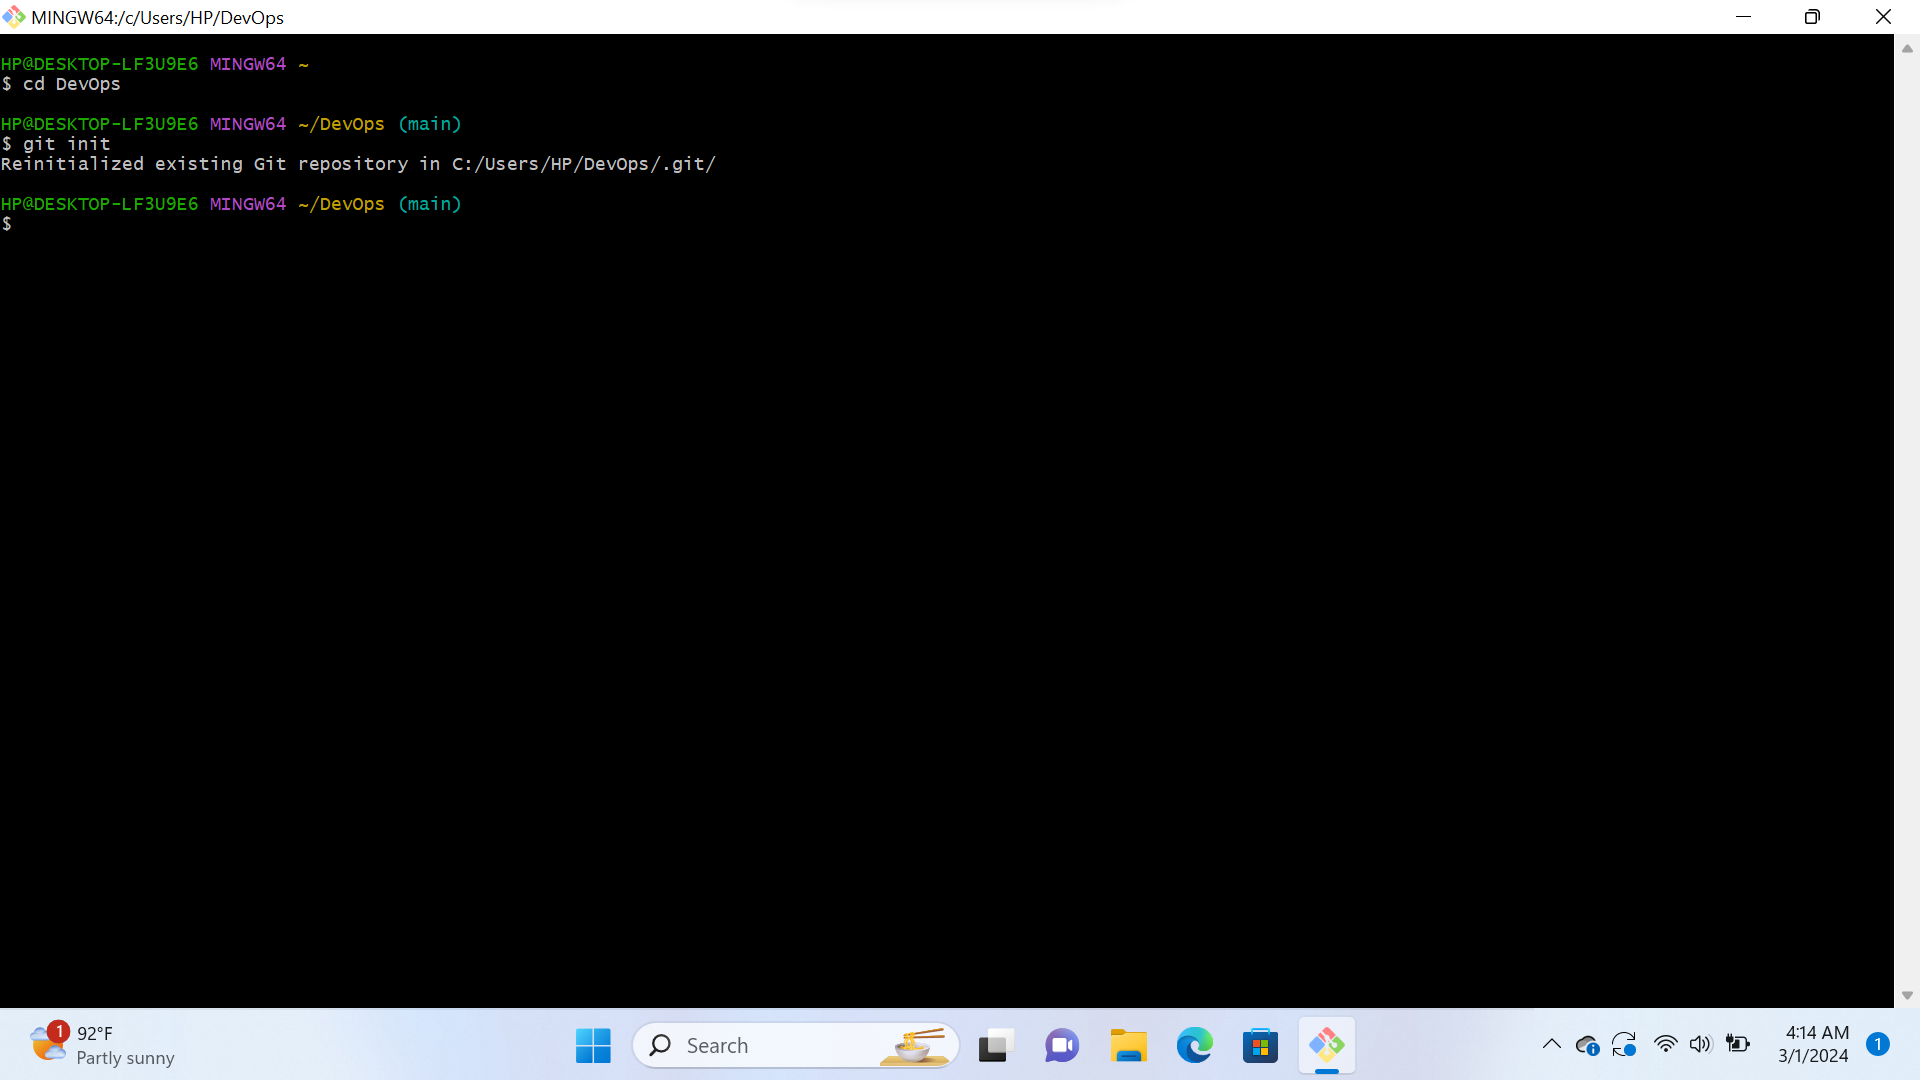 MINGW64:/c/Users/HP/DevOps
HP@DESKTOP-LF3U9E6 MINGW64 ~
$ cd DevOps
HP@DESKTOP-LF3U9E6 MINGW64 ~/DevOps (main)
$ git init
Reinitialized existing Git repository in C:/Users/HP/DevOps/.git/
HP@DESKTOP-LF3U9E6 MINGW64 ~/DevOps (main)
$
1
92°F
Partly sunny
Search
4:14 AM
3/1/2024
1